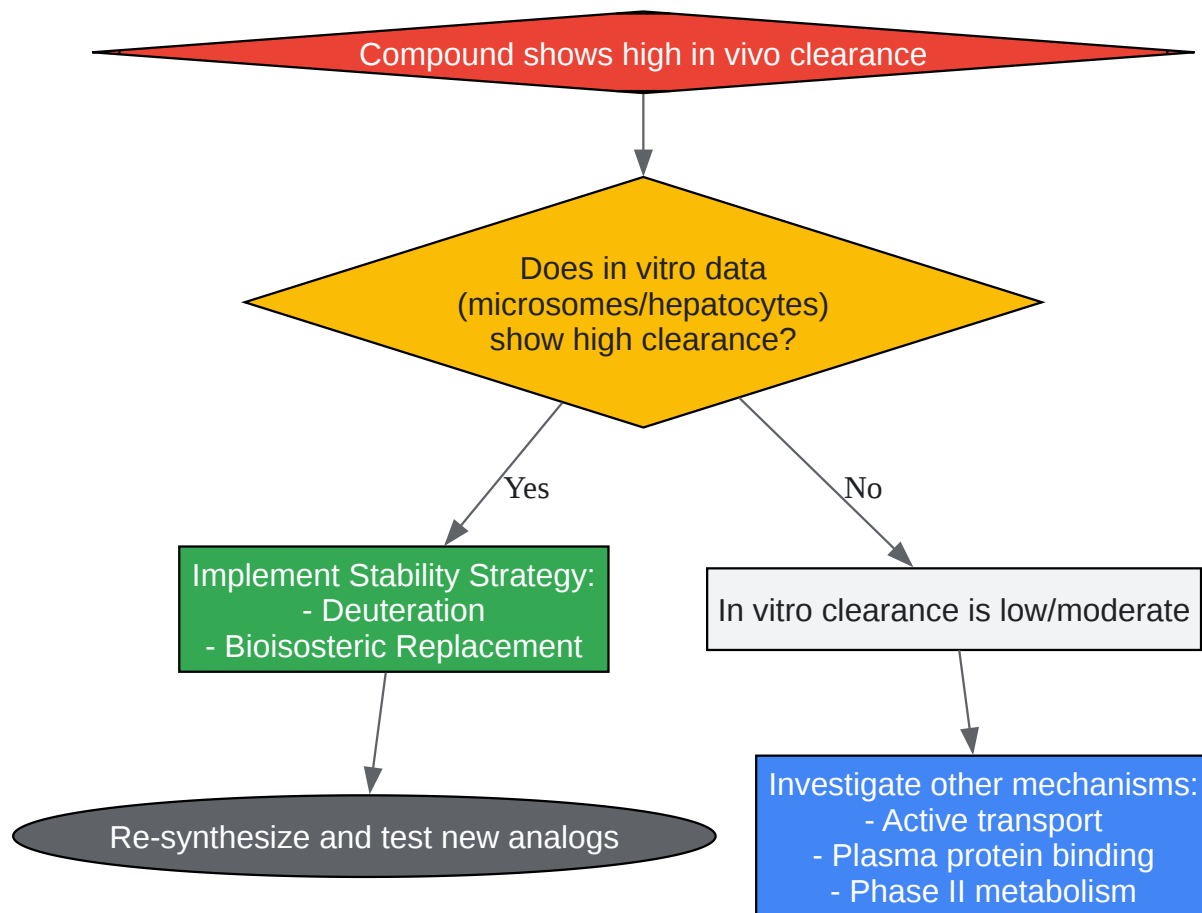 Compound shows high in vivo clearance
Does in vitro data
(microsomes/hepatocytes)
show high clearance?
Yes
No
Implement Stability Strategy:
- Deuteration
- Bioisosteric Replacement
In vitro clearance is low/moderate
Re-synthesize and test new analogs
Investigate other mechanisms:
- Active transport
- Plasma protein binding
- Phase II metabolism